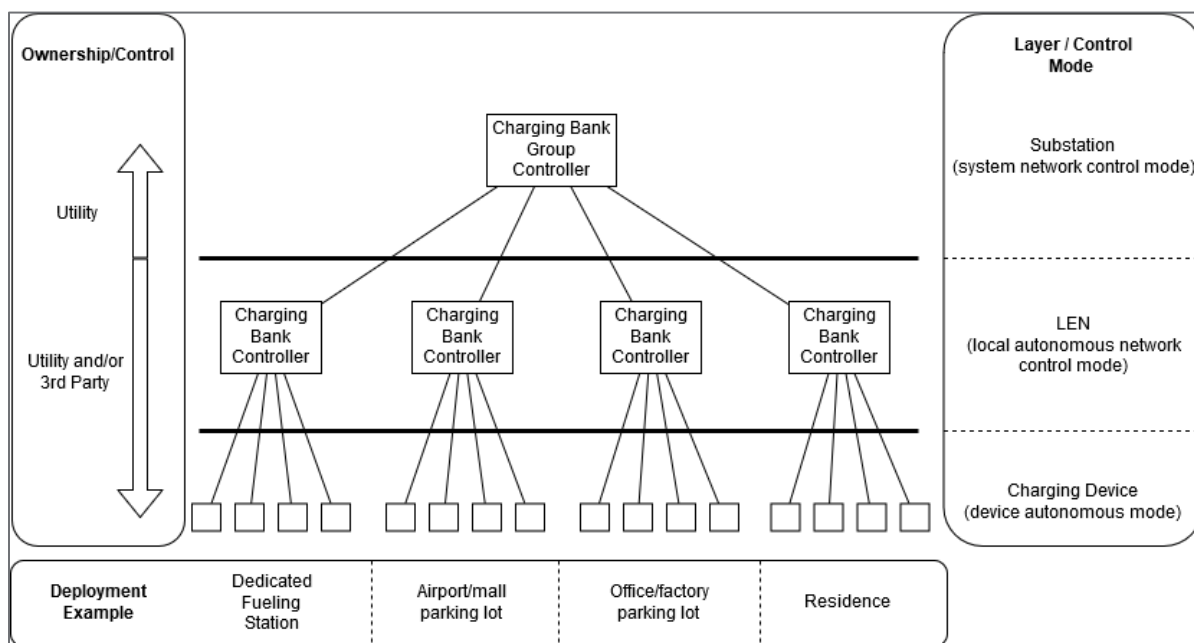 Ownership/Control
Utility
Utility and/or
3rd Party
Charging Bank
Group
Controller
Charging
Bank
Controller
Charging
Bank
Controller
Charging
Bank
Controller
Charging
Bank
Controller
Layer / Control
Mode
Substation
(system network control mode)
LEN
(local autonomous network
control mode)
Charging Device
(device autonomous mode)
Deployment
Example
Dedicated
Fueling
Station
Airport/mall
parking lot
Office/factory
parking lot
Residence